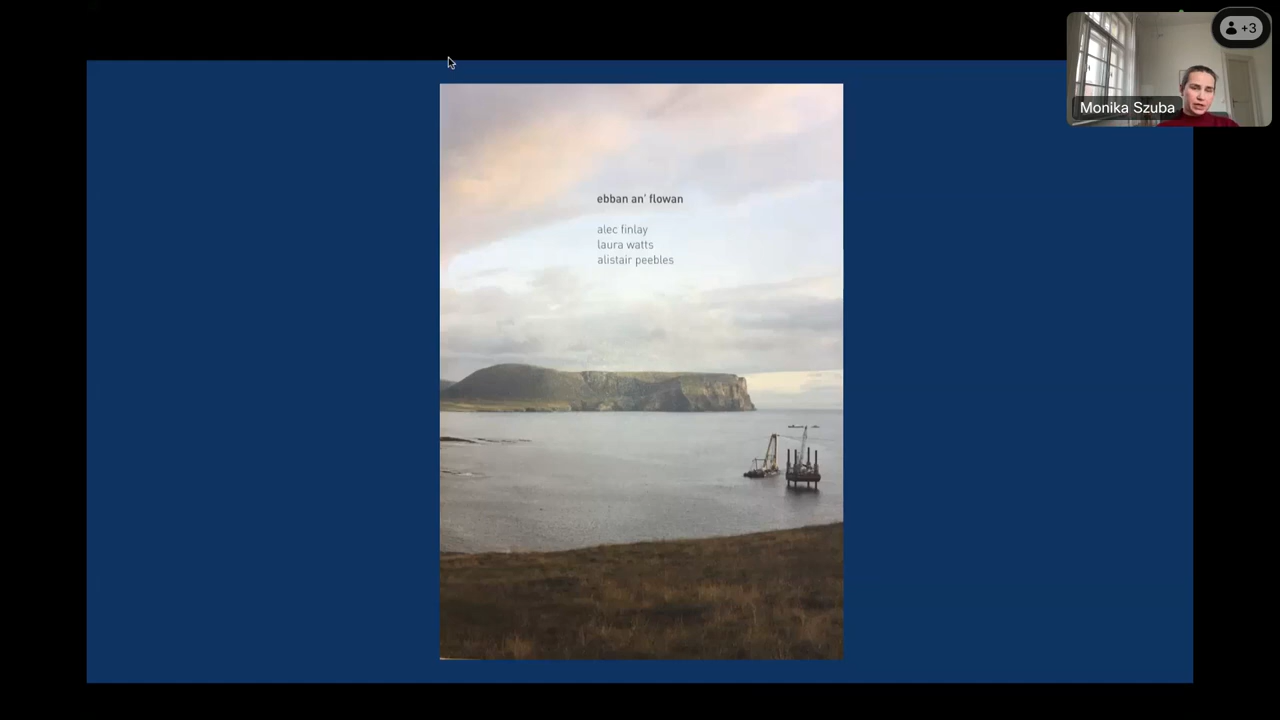 ebban an' flowan
alec finlay
laura watts
alistair peebles
+3
Monika Szuba